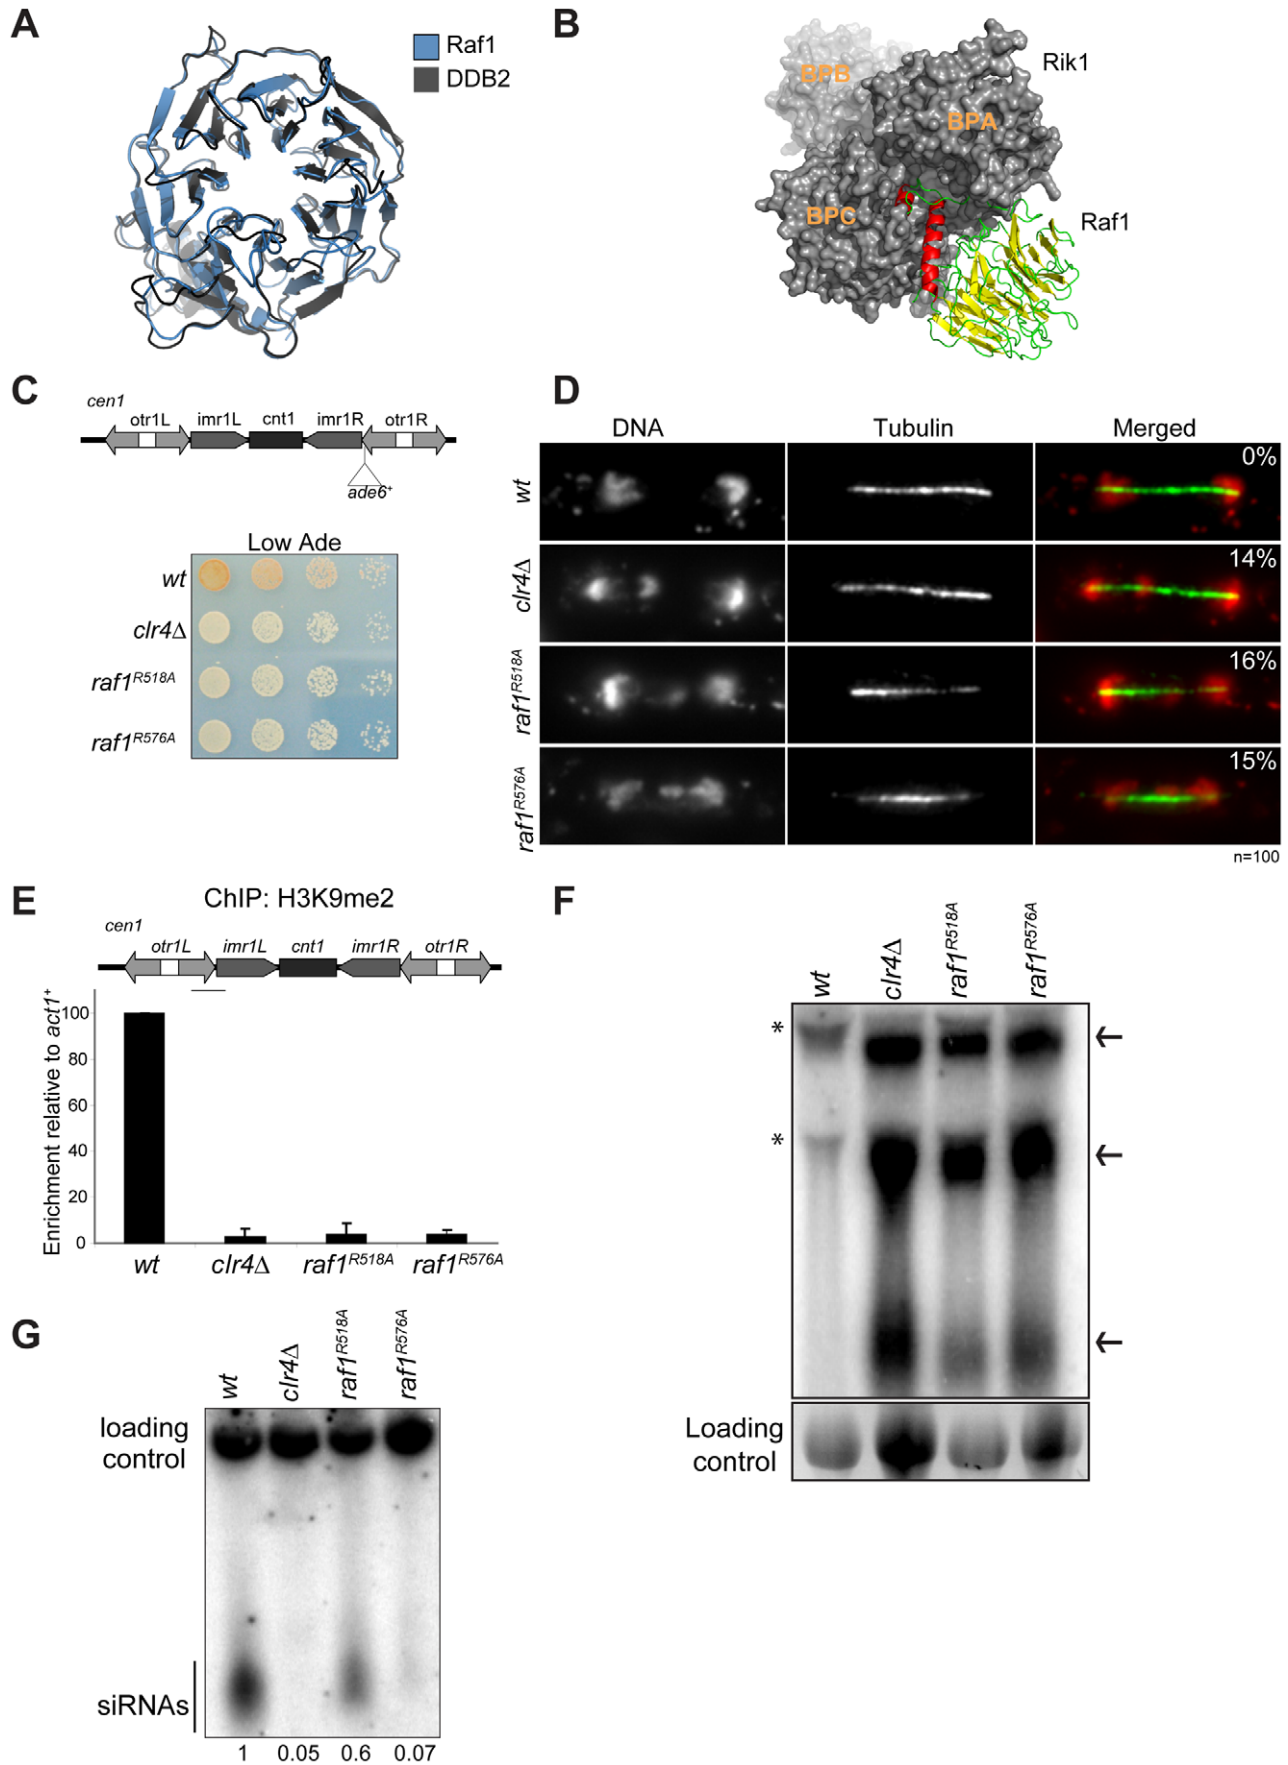 A
Raf1
DDB2
B
BPB
Rik1
BPA
BPC
Raf1
C
cen1
otr1L imr1L cnt1 imr1R otr1R
ade6+
Low Ade
wt
clr4Δ
raf1R518A
raf1R576A
D
DNA Tubulin Merged
wt
0%
clr4Δ
14%
raf1R518A
16%
raf1R576A
15%
n=100
E
ChIP: H3K9me2
cen1
otr1L imr1L cnt1 imr1R otr1R
Enrichment relative to act1+
100
80
60
40
20
0
wt clr4Δ raf1R518A raf1R576A
F
wt clr4Δ raf1R518A raf1R576A
*
*
Loading
control
G
wt clr4Δ raf1R518A raf1R576A
loading
control
siRNAs
1 0.05 0.6 0.07